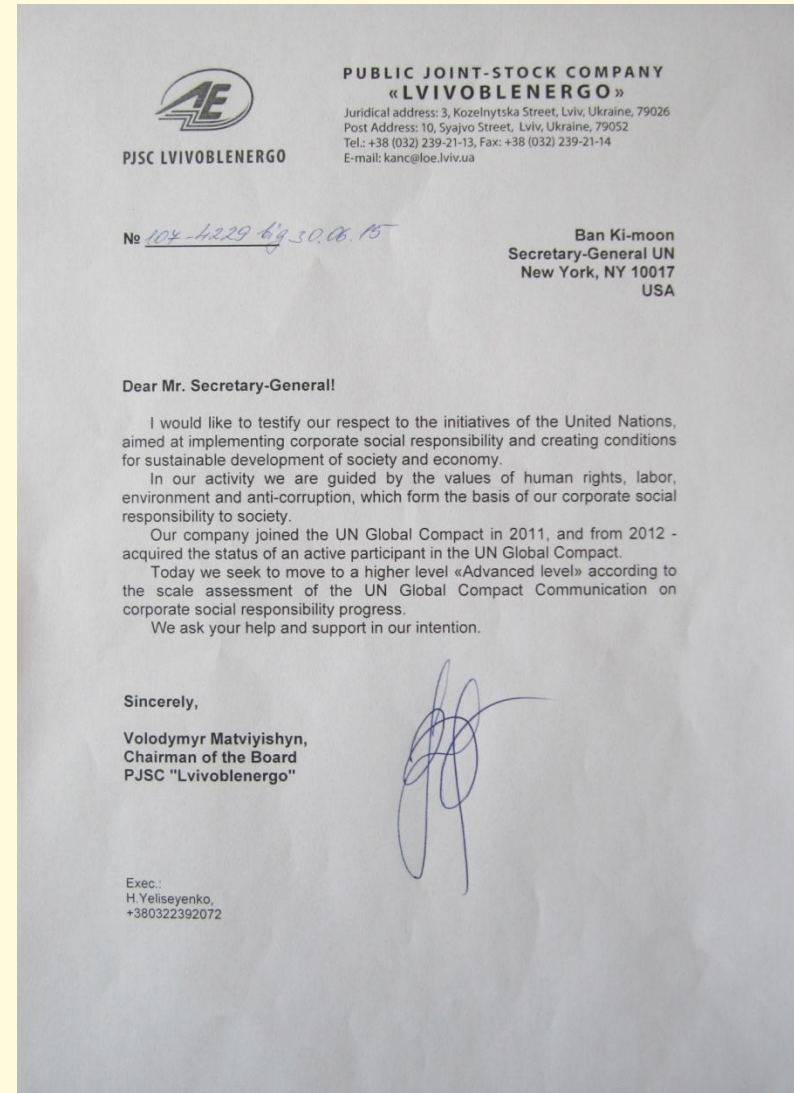 AE
PJSC LVIVOBLENERGO
PUBLIC JOINT-STOCK COMPANY
«LVIVOBLENERGO»
Juridical address: 3, Kozelnytska Street, Lviv, Ukraine, 79026
Post Address: 10, Syajvo Street, Lviv, Ukraine, 79052
Tel.: +38 (032) 239-21-13, Fax: +38 (032) 239-21-14
E-mail: kanc@loe.lviv.ua
№ 107-4229 від 30.06.15
Ban Ki-moon
Secretary-General UN
New York, NY 10017
USA
Dear Mr. Secretary-General!
I would like to testify our respect to the initiatives of the United Nations,
aimed at implementing corporate social responsibility and creating conditions
for sustainable development of society and economy.
In our activity we are guided by the values of human rights, labor,
environment and anti-corruption, which form the basis of our corporate social
responsibility to society.
Our company joined the UN Global Compact in 2011, and from 2012 -
acquired the status of an active participant in the UN Global Compact.
Today we seek to move to a higher level «Advanced level» according to
the scale assessment of the UN Global Compact Communication on
corporate social responsibility progress.
We ask your help and support in our intention.
Sincerely,
Volodymyr Matviyishyn,
Chairman of the Board
PJSC "Lvivoblenergo"
Exec.:
H.Yeliseyenko,
+380322392072